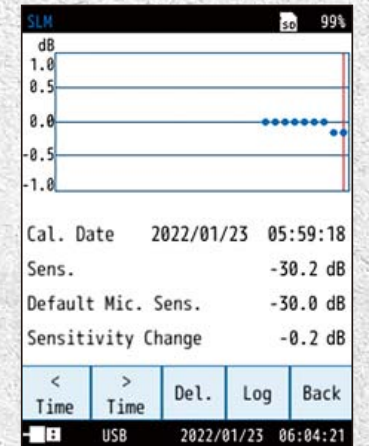 SLM SD 99%
dB
1.0
0.5
0.0
-0.5
-1.0
Cal. Date 2022/01/23 05:59:18
Sens. -30.2 dB
Default Mic. Sens. -30.0 dB
Sensitivity Change -0.2 dB
< Time > Time Del. Log Back
USB 2022/01/23 06:04:21